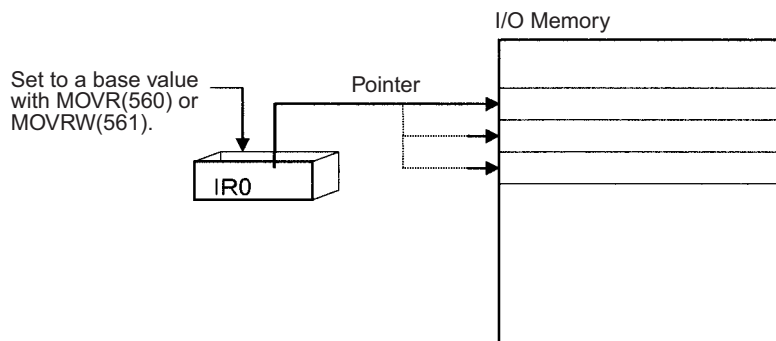 I/O Memory
Set to a base value
with MOVR(560) or
MOVRW(561).
Pointer
IR0